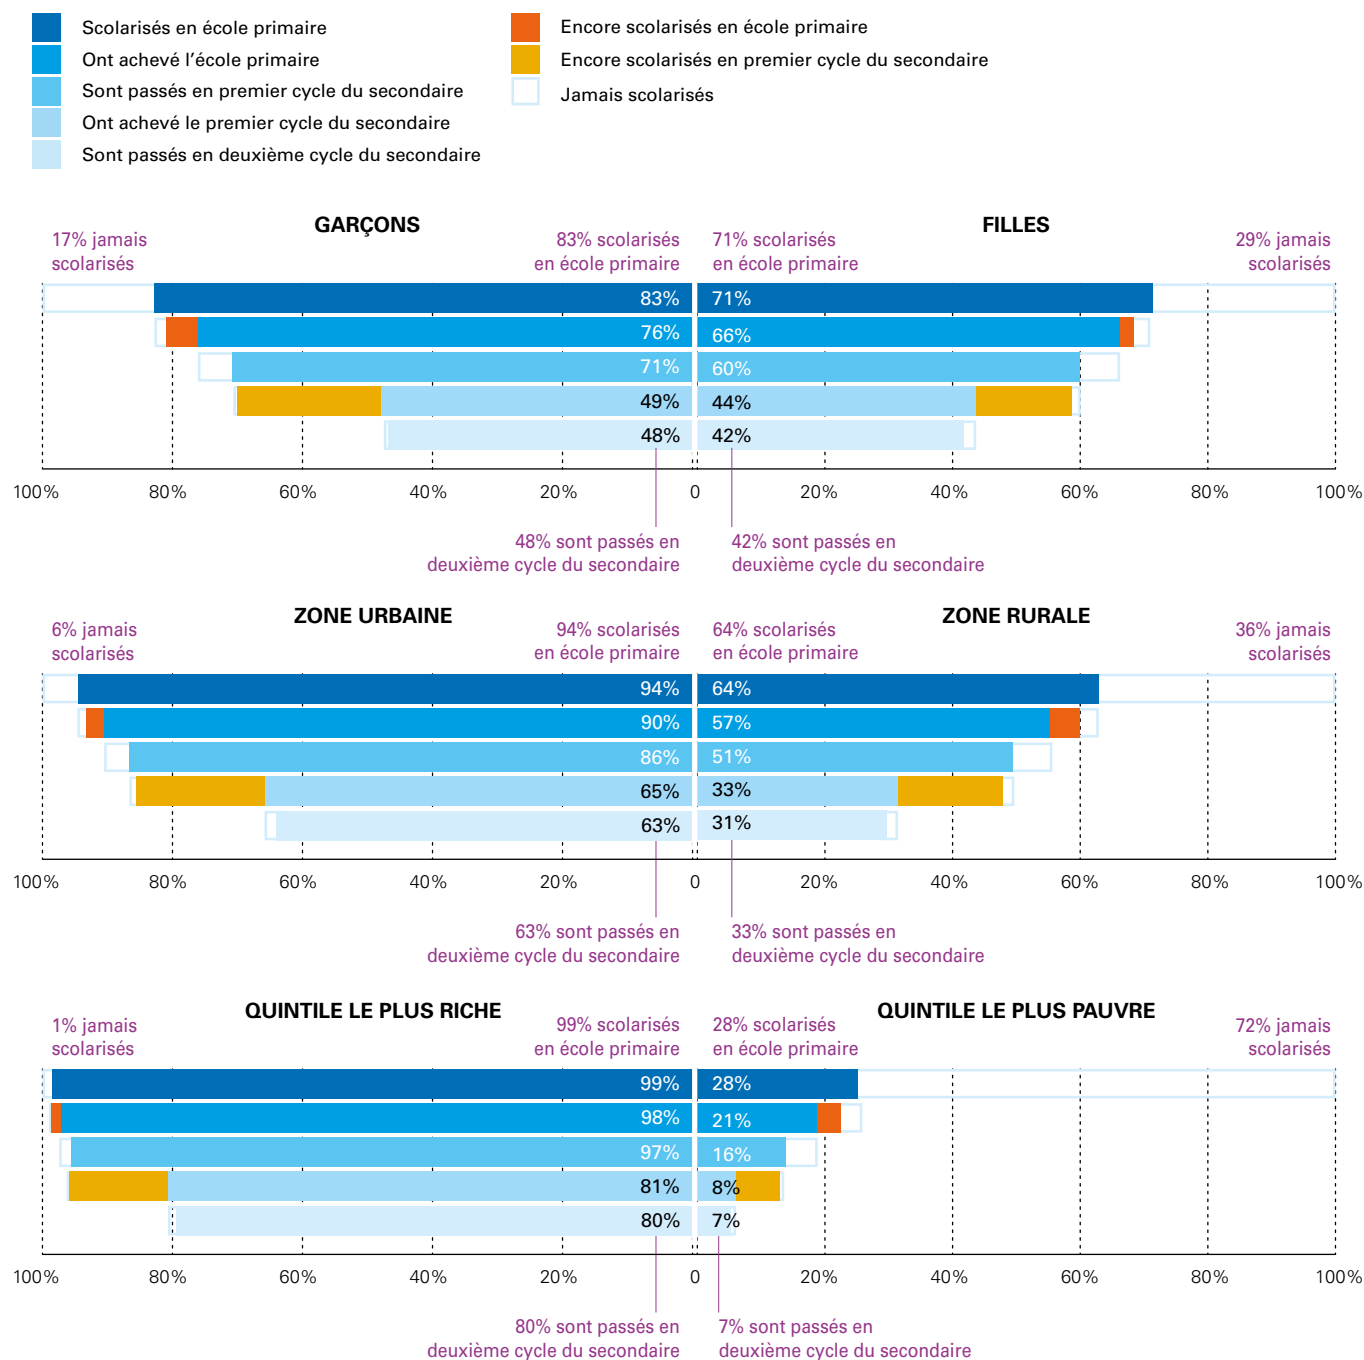 Scolarisés en école primaire
Ont achevé l'école primaire
Sont passés en premier cycle du secondaire
Ont achevé le premier cycle du secondaire
Sont passés en deuxième cycle du secondaire
Encore scolarisés en école primaire
Encore scolarisés en premier cycle du secondaire
Jamais scolarisés
GARÇONS
FILLES
17% jamais
scolarisés
83% scolarisés
en école primaire
71% scolarisés
en école primaire
29% jamais
scolarisés
83% 71%
76% 66%
71% 60%
49% 44%
48% 42%
100% 80% 60% 40% 20% 0 20% 40% 60% 80% 100%
48% sont passés en
deuxième cycle du secondaire
42% sont passés en
deuxième cycle du secondaire
ZONE URBAINE
ZONE RURALE
6% jamais
scolarisés
94% scolarisés
en école primaire
64% scolarisés
en école primaire
36% jamais
scolarisés
94% 64%
90% 57%
86% 51%
65% 33%
63% 31%
100% 80% 60% 40% 20% 0 20% 40% 60% 80% 100%
63% sont passés en
deuxième cycle du secondaire
33% sont passés en
deuxième cycle du secondaire
QUINTILE LE PLUS RICHE
QUINTILE LE PLUS PAUVRE
1% jamais
scolarisés
99% scolarisés
en école primaire
28% scolarisés
en école primaire
72% jamais
scolarisés
99% 28%
98% 21%
97% 16%
81% 8%
80% 7%
100% 80% 60% 40% 20% 0 20% 40% 60% 80% 100%
80% sont passés en
deuxième cycle du secondaire
7% sont passés en
deuxième cycle du secondaire